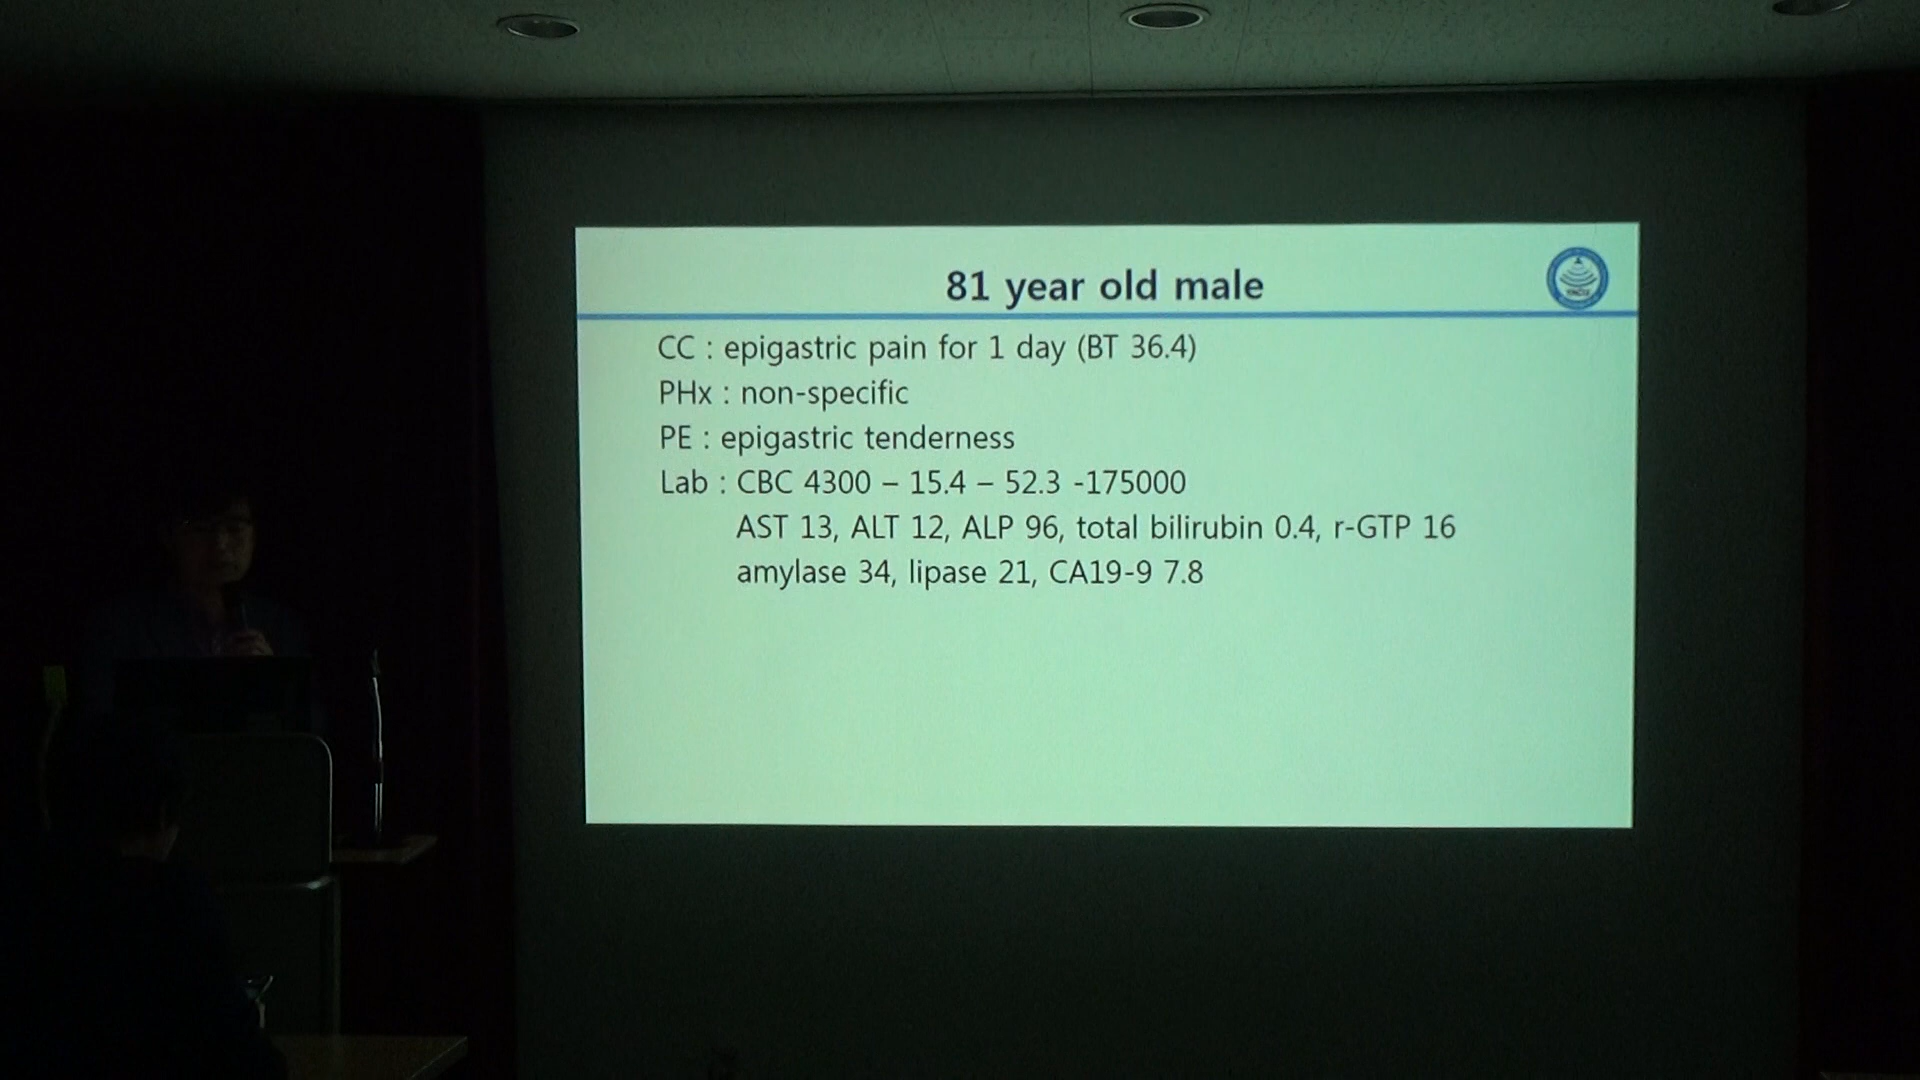 81 year old male
CC : epigastric pain for 1 day (BT 36.4)
PHx : non-specific
PE : epigastric tenderness
Lab : CBC 4300 – 15.4 – 52.3 -175000
AST 13, ALT 12, ALP 96, total bilirubin 0.4, r-GTP 16
amylase 34, lipase 21, CA19-9 7.8